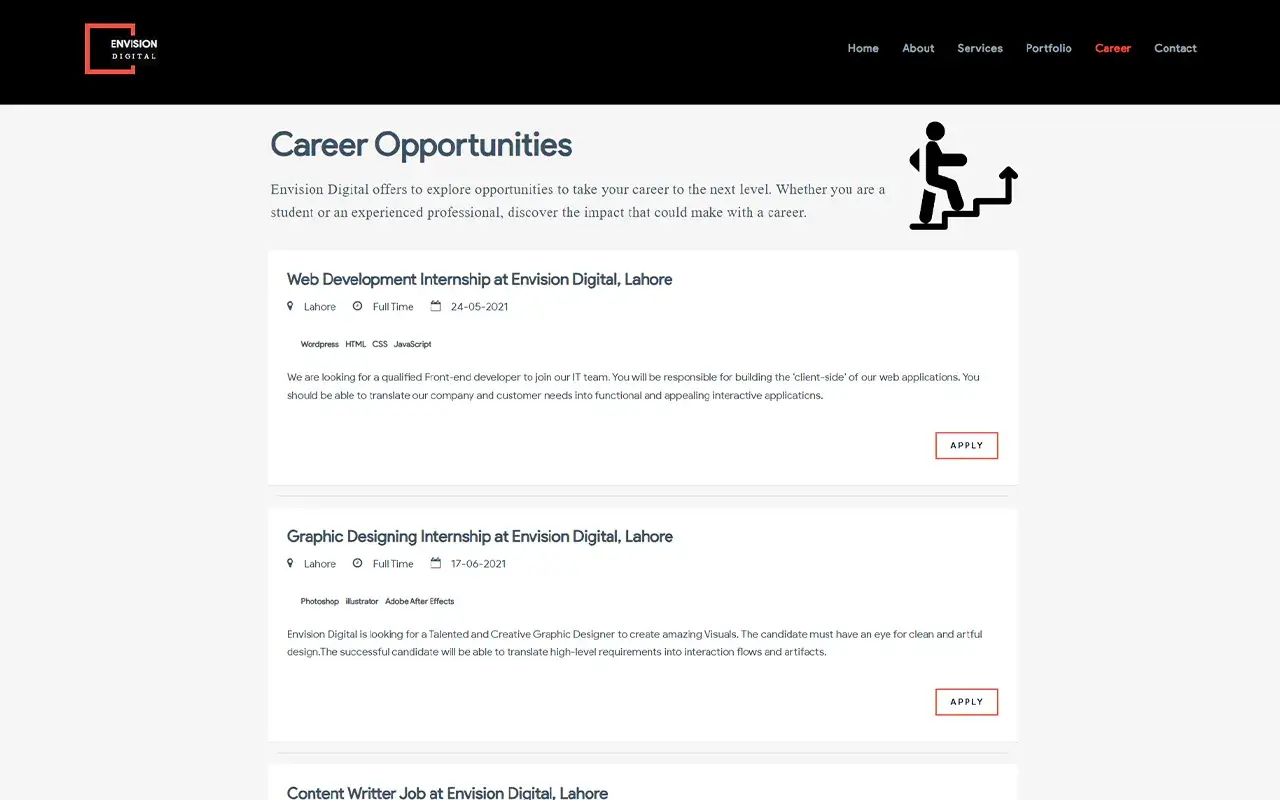 ENVISION
DIGITAL
Home About Services Portfolio Career Contact
Career Opportunities
Envision Digital offers to explore opportunities to take your career to the next level. Whether you are a
student or an experienced professional, discover the impact that could make with a career.
Web Development Internship at Envision Digital, Lahore
Lahore Full Time 24-05-2021
Wordpress HTML CSS JavaScript
We are looking for a qualified Front-end developer to join our IT team. You will be responsible for building the 'client-side' of our web applications. You
should be able to translate our company and customer needs into functional and appealing interactive applications.
APPLY
Graphic Designing Internship at Envision Digital, Lahore
Lahore Full Time 17-06-2021
Photoshop illustrator Adobe After Effects
Envision Digital is looking for a Talented and Creative Graphic Designer to create amazing Visuals. The candidate must have an eye for clean and artful
design.The successful candidate will be able to translate high-level requirements into interaction flows and artifacts.
APPLY
Content Writter Job at Envision Digital, Lahore